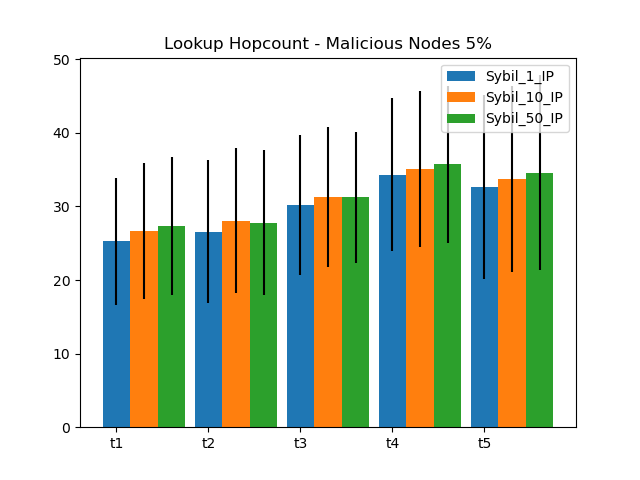 Lookup Hopcount - Malicious Nodes 5%
Sybil_1_IP
Sybil_10_IP
Sybil_50_IP
50
40
30
20
10
0
t1 t2 t3 t4 t5